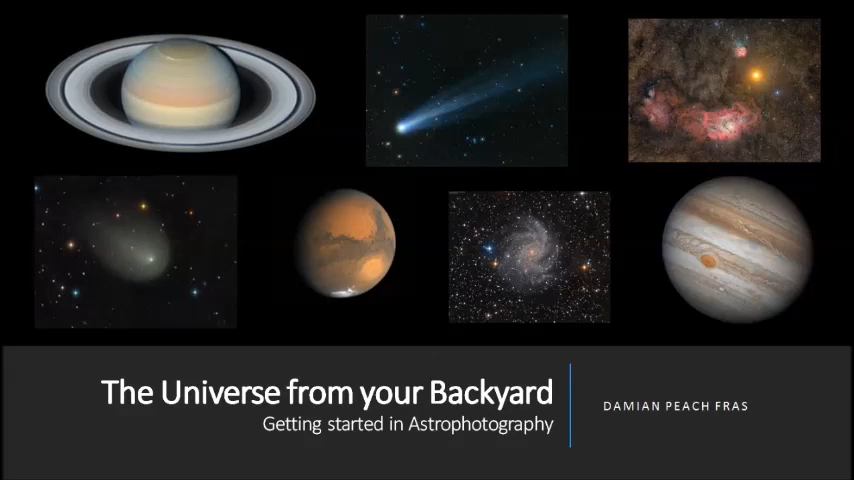 The Universe from your Backyard
Getting started in Astrophotography
DAMIAN PEACH FRAS